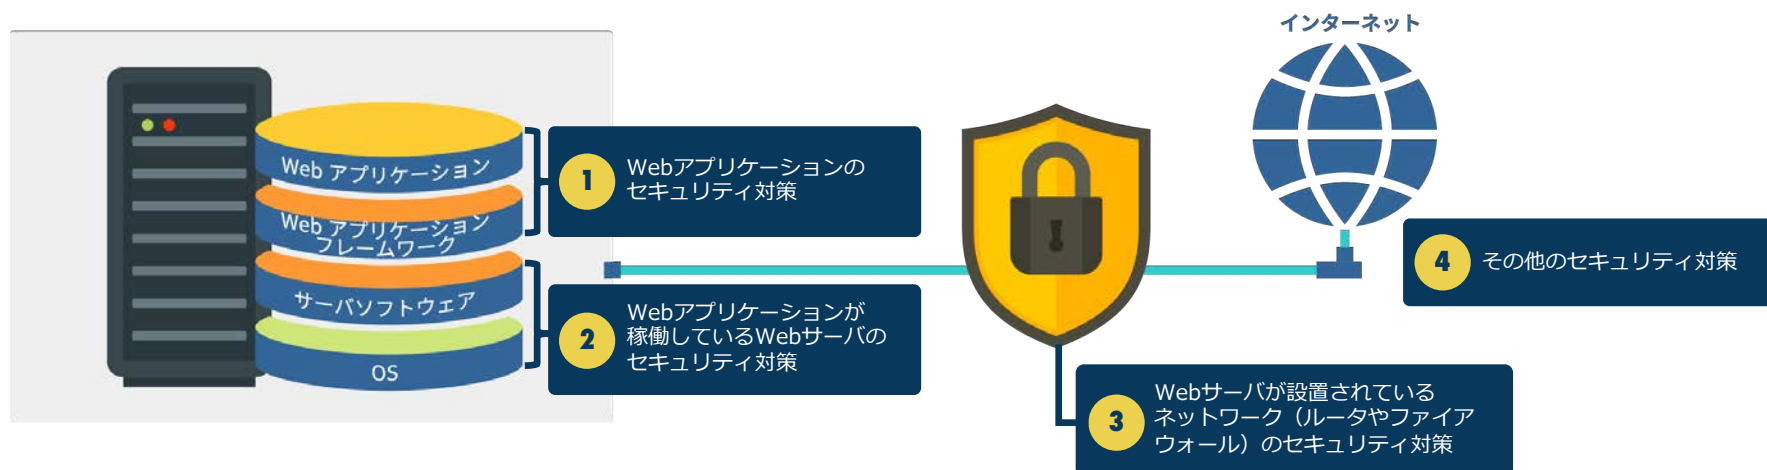 インターネット
Web アプリケーション
Web アプリケーション
フレームワーク
サーバソフトウェア
OS
1
Webアプリケーションの
セキュリティ対策
2
Webアプリケーションが
稼働しているWebサーバの
セキュリティ対策
3
Webサーバが設置されている
ネットワーク（ルータやファイア
ウォール）のセキュリティ対策
4
その他のセキュリティ対策